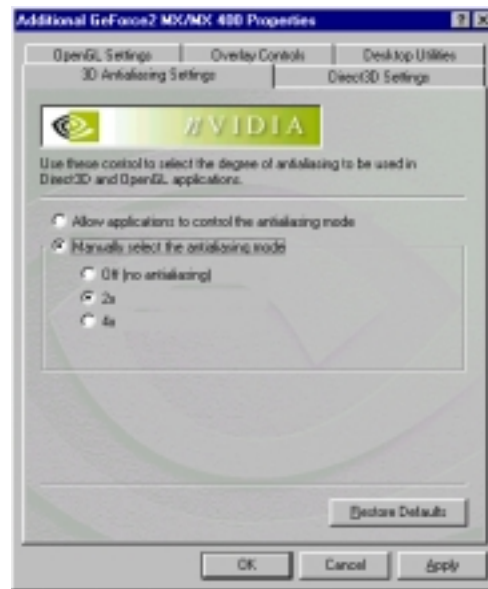 Additional GeForce2 MX/MX 400 Properties
OpenGL Settings Overlay Controls Desktop Utilities
3D Antialiasing Settings Direct3D Settings
nVIDIA
Use these control to select the degree of antialiasing to be used in
Direct3D and OpenGL applications.
Allow applications to control the antialiasing mode
Manually select the antialiasing mode
Off (no antialiasing)
2x
4x
Restore Defaults
OK Cancel Apply